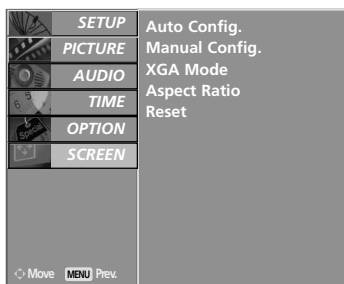 SETUP
PICTURE
AUDIO
TIME
OPTION
SCREEN
Auto Config.
Manual Config.
XGA Mode
Aspect Ratio
Reset
Move MENU Prev.